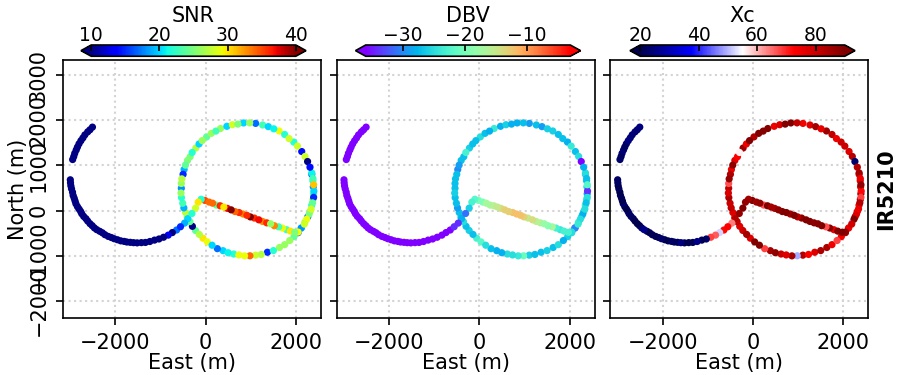 SNR DBV Xc
10 20 30 40 −30 −20 −10 20 40 60 80
3000
2000
1000
0
−1000
−2000
North (m)
IR5210
−2000 0 2000 −2000 0 2000 −2000 0 2000
East (m) East (m) East (m)